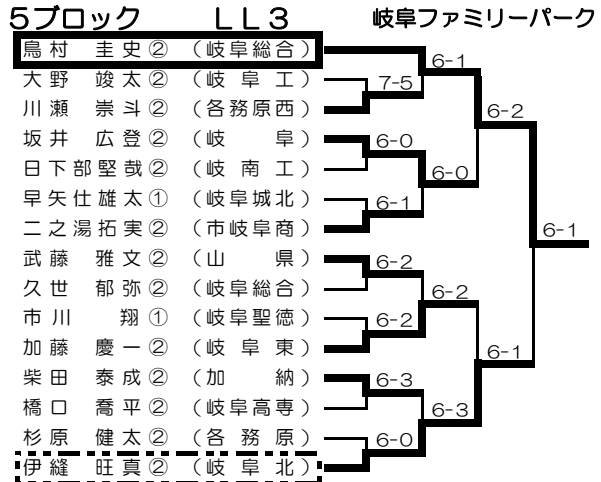 5ブロック LL3 岐阜ファミリーパーク
鳥村 圭史② (岐阜総合)
6-1
大野 竣太② (岐阜工)
7-5
川瀬 崇斗② (各務原西)
6-2
坂井 広登② (岐阜)
6-0
日下部堅哉② (岐南工)
6-0
早矢仕雄太① (岐阜城北)
6-1
二之湯拓実② (市岐阜商)
6-1
武藤 雅文② (山県)
6-2
久世 郁弥② (岐阜総合)
6-2
市川 翔① (岐阜聖徳)
6-2
加藤 慶一② (岐阜東)
6-1
柴田 泰成② (加納)
6-3
橋口 喬平② (岐阜高専)
6-3
杉原 健太② (各務原)
6-0
伊縫 旺真② (岐阜北)